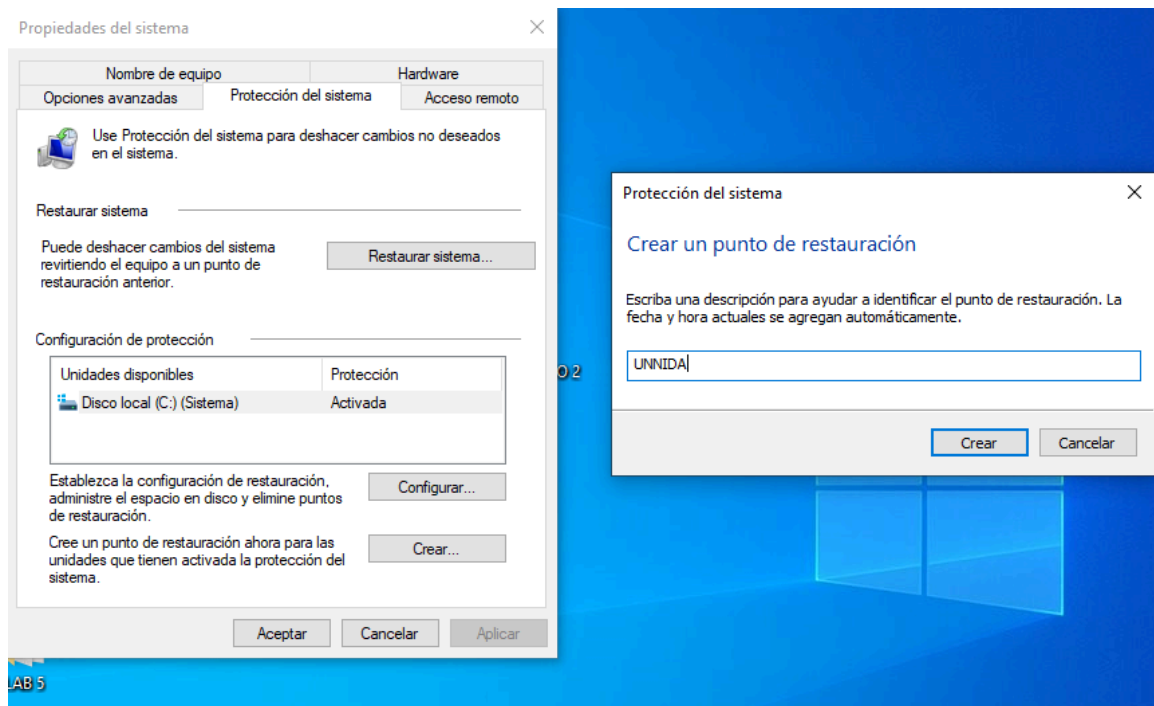 Propiedades del sistema
Nombre de equipo
Hardware
Opciones avanzadas
Protección del sistema
Acceso remoto
Use Protección del sistema para deshacer cambios no deseados
en el sistema.
Restaurar sistema
Puede deshacer cambios del sistema
revirtiendo el equipo a un punto de
restauración anterior.
Restaurar sistema...
Configuración de protección
Unidades disponibles
Protección
Disco local (C:) (Sistema)
Activada
Establezca la configuración de restauración,
administre el espacio en disco y elimine puntos
de restauración.
Configurar...
Cree un punto de restauración ahora para las
unidades que tienen activada la protección del
sistema.
Crear...
Aceptar
Cancelar
Aplicar
LAB 5
O 2
Protección del sistema
Crear un punto de restauración
Escriba una descripción para ayudar a identificar el punto de restauración. La
fecha y hora actuales se agregan automáticamente.
UNNIDA
Crear
Cancelar